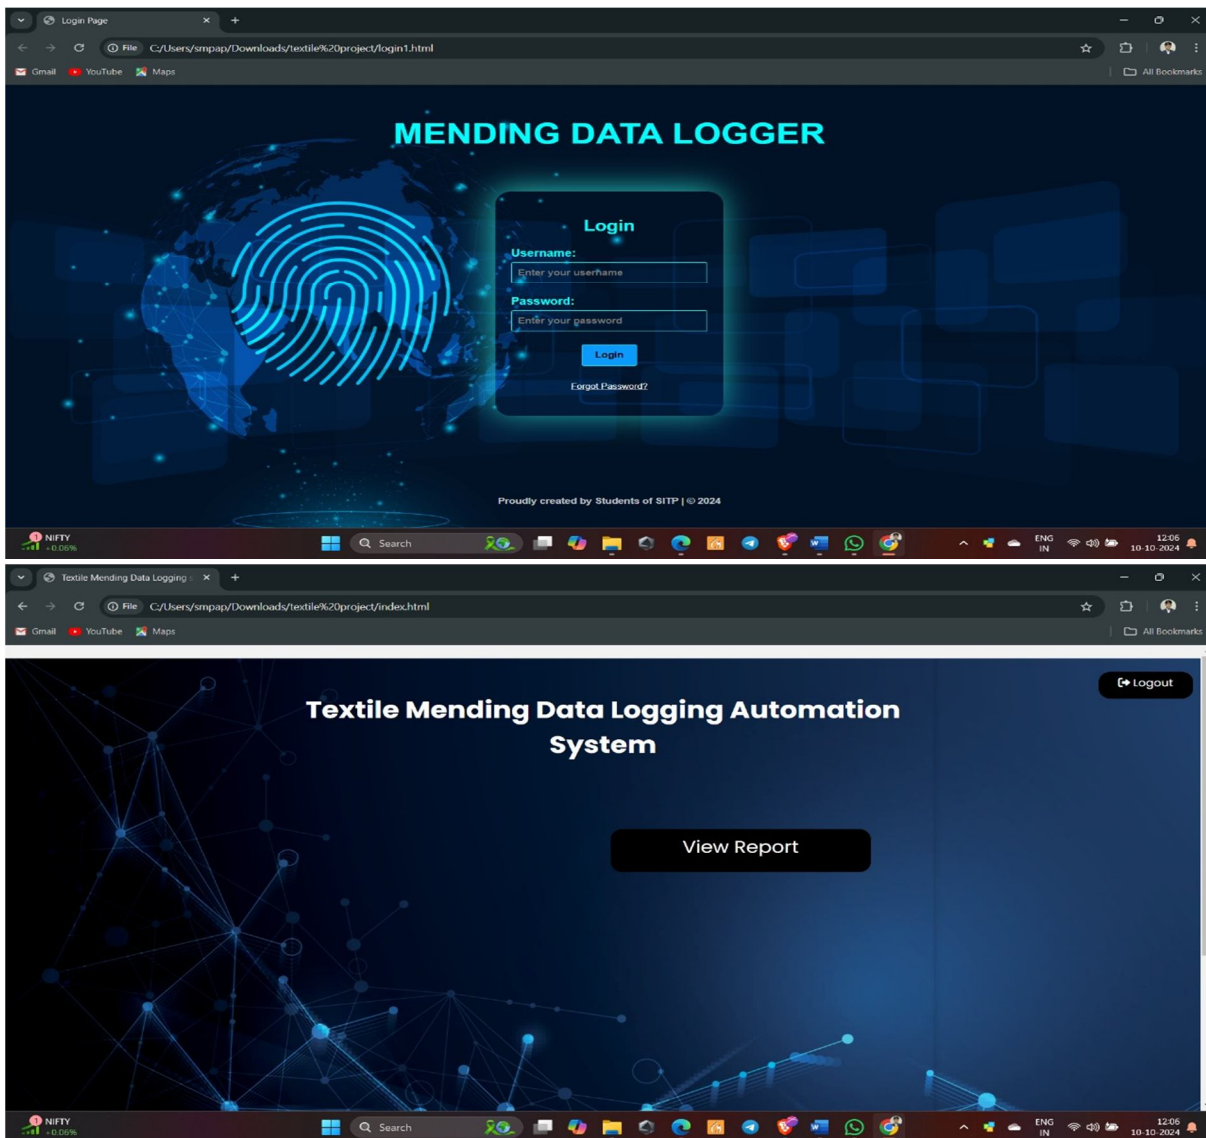 Login Page
File C:/Users/smpap/Downloads/textile%20project/login1.html
Gmail YouTube Maps All Bookmarks
MENDING DATA LOGGER
Login
Username:
Enter your username
Password:
Enter your password
Login
Forgot Password?
Proudly created by Students of SITP | © 2024
1 NIFTY
+0.06%
Search
ENG
IN
12:06
10-10-2024
Textile Mending Data Logging
File C:/Users/smpap/Downloads/textile%20project/index.html
Gmail YouTube Maps All Bookmarks
Logout
Textile Mending Data Logging Automation
System
View Report
1 NIFTY
+0.06%
Search
ENG
IN
12:06
10-10-2024